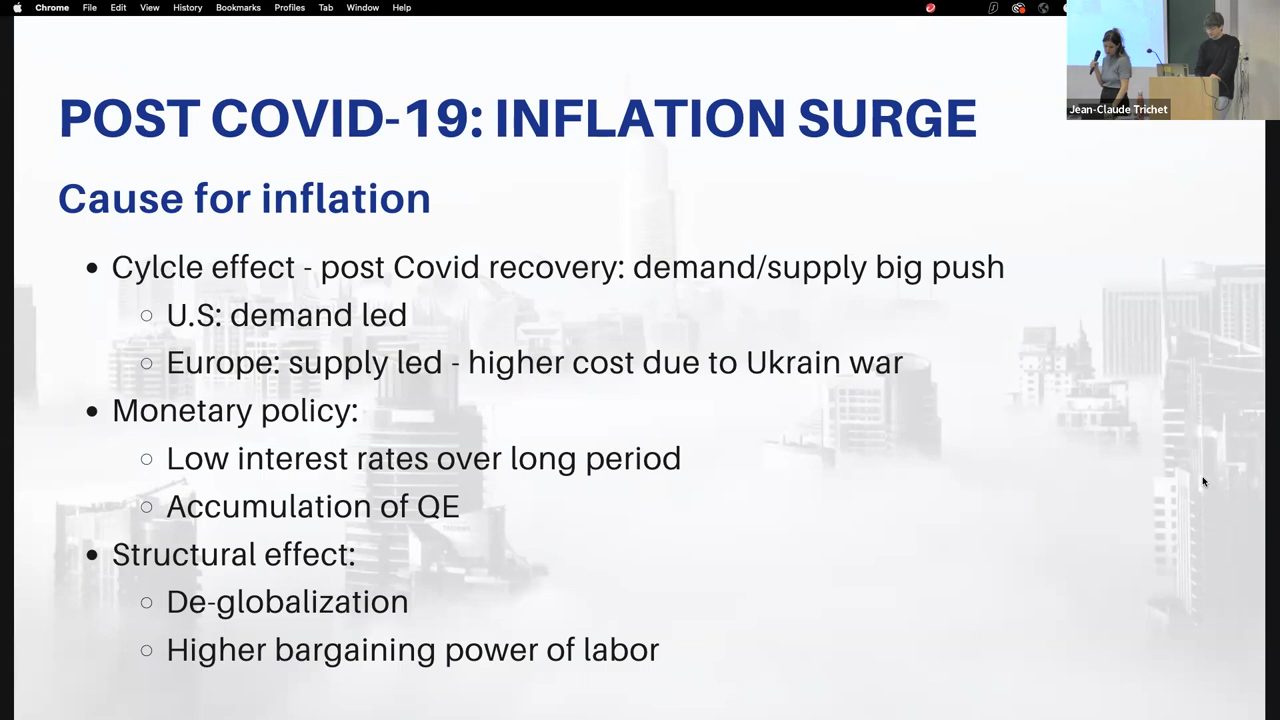 Chrome File Edit View History Bookmarks Profiles Tab Window Help
Jean-Claude Trichet
POST COVID-19: INFLATION SURGE
Cause for inflation
• Cylcle effect - post Covid recovery: demand/supply big push
○ U.S: demand led
○ Europe: supply led - higher cost due to Ukrain war
• Monetary policy:
○ Low interest rates over long period
○ Accumulation of QE
• Structural effect:
○ De-globalization
○ Higher bargaining power of labor